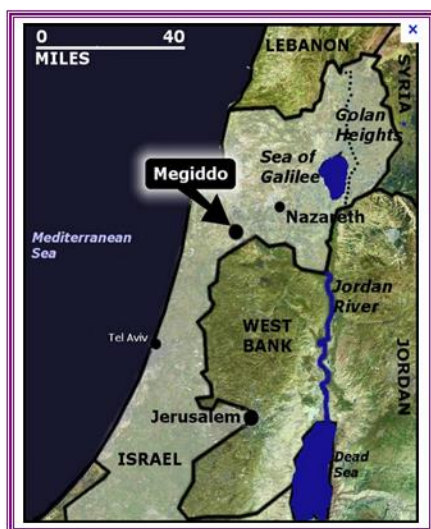 0 40
MILES
LEBANON
SYRIA
Golan
Heights
Sea of
Galilee
Megiddo
Nazareth
Mediterranean
Sea
Jordan
River
Tel Aviv
WEST
BANK
JORDAN
Jerusalem
ISRAEL
Dead
Sea